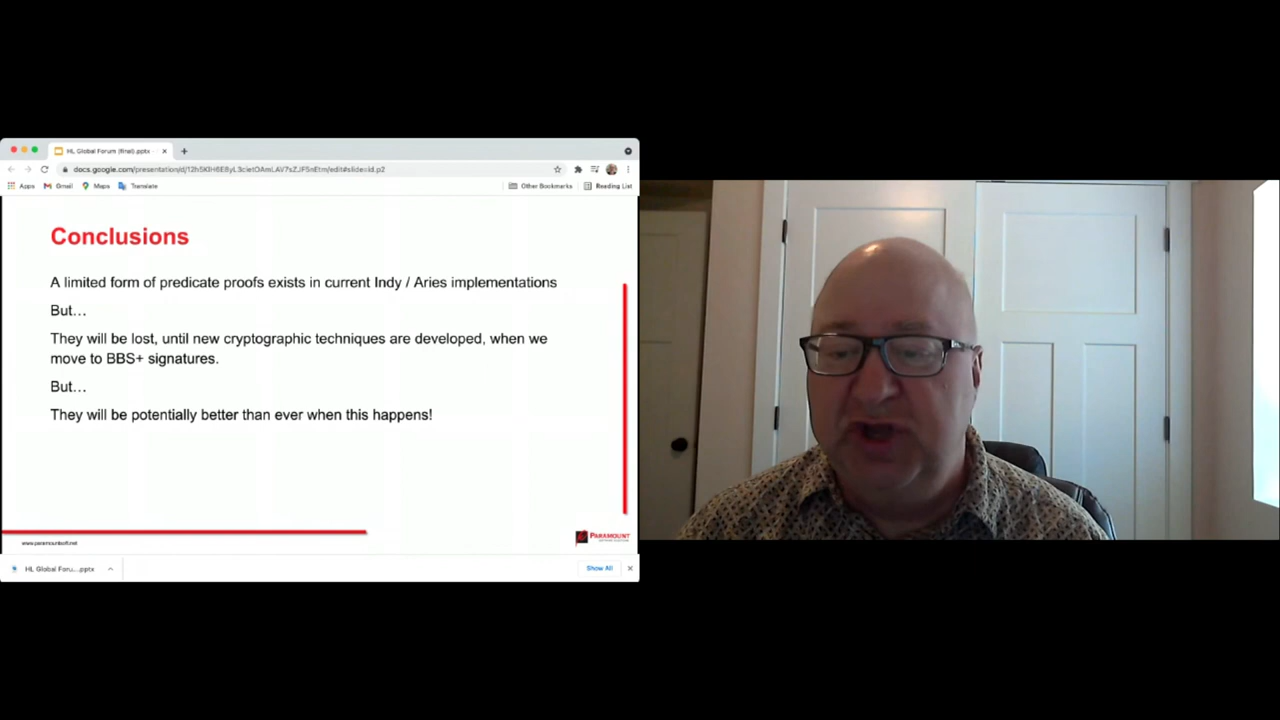 HL Global Forum (final).pptx
Apps
Gmail
Maps
Translate
Other Bookmarks
Reading List
Conclusions
A limited form of predicate proofs exists in current Indy / Aries implementations
But…
They will be lost, until new cryptographic techniques are developed, when we
move to BBS+ signatures.
But…
They will be potentially better than ever when this happens!
www.paramountsoft.net
PARAMOUNT
HL Global Foru....pptx
Show All